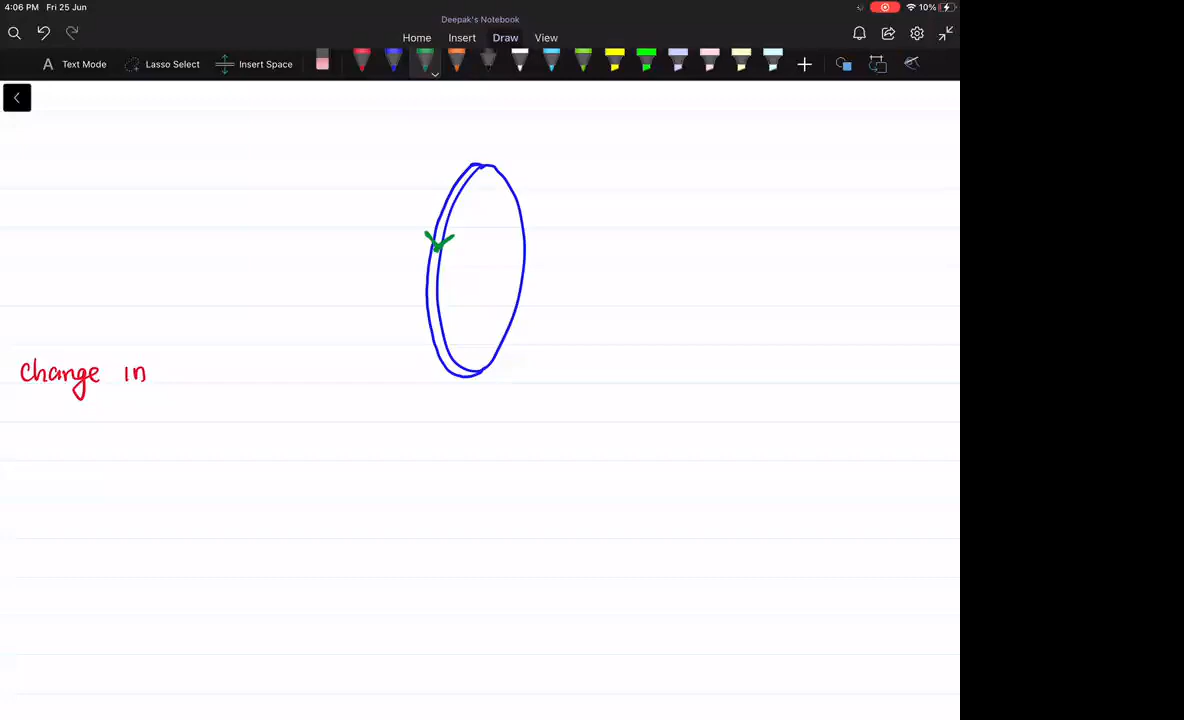 4:06 PM Fri 25 Jun
10%
Deepak's Notebook
Home Insert Draw View
A Text Mode Lasso Select Insert Space
Change in